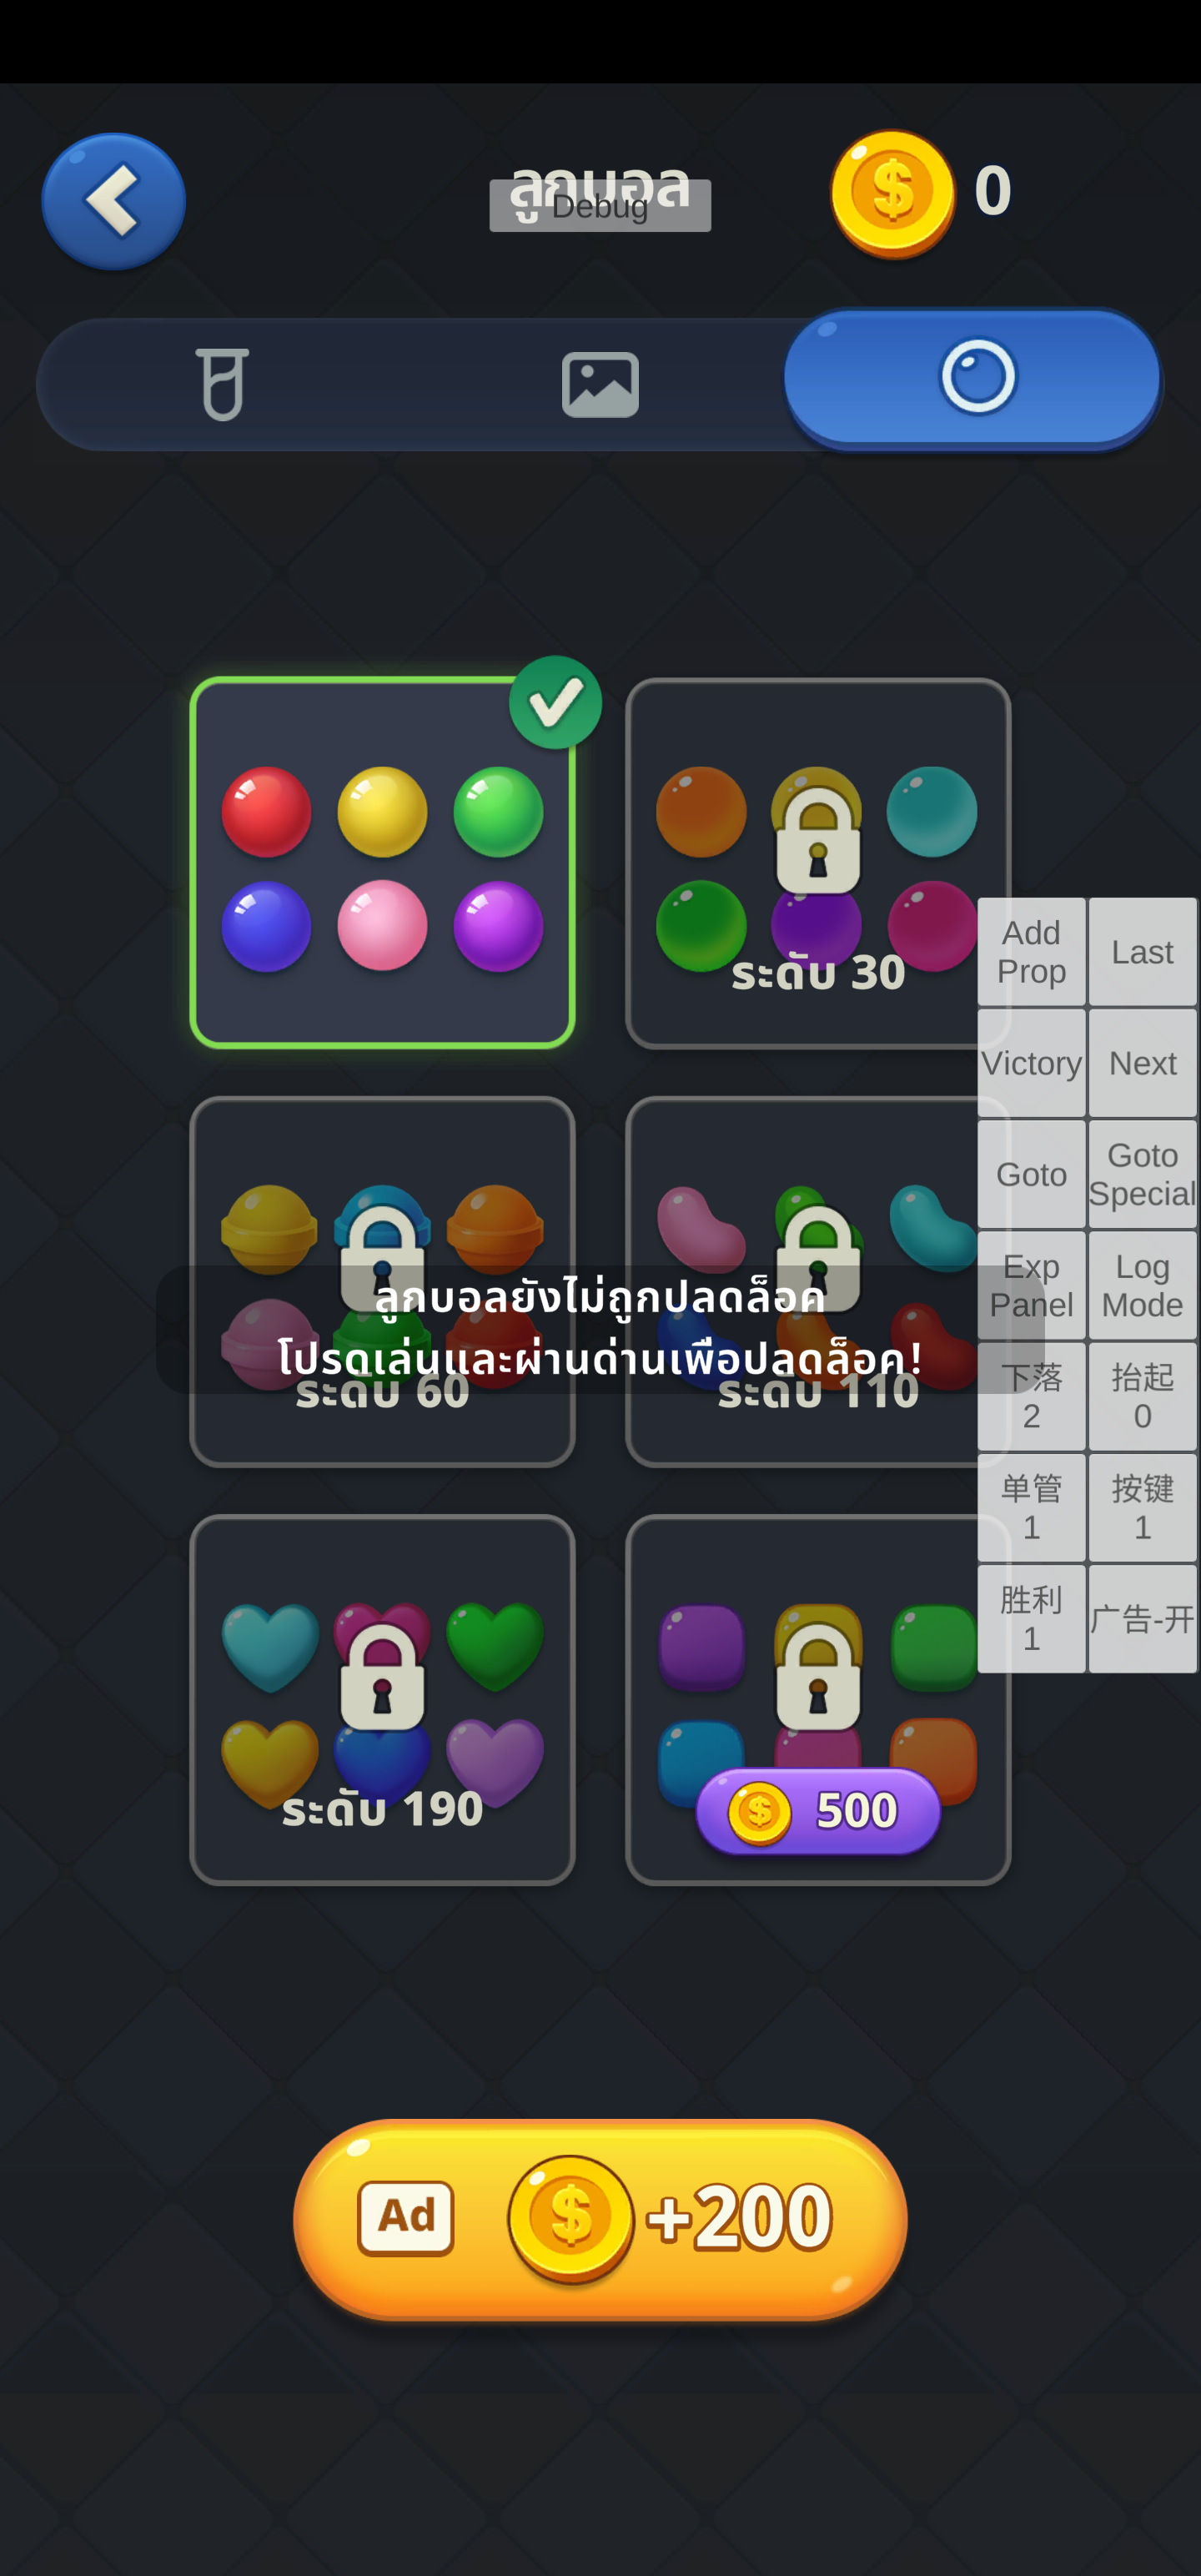 ลูกบอล
Debug
0
ระดับ 30
Add Prop
Last
Victory
Next
Goto
Goto Special
Exp Panel
Log Mode
ลูกบอลยังไม่ถูกปลดล็อค
โปรดเล่นและผ่านด่านเพื่อปลดล็อค!
ระดับ 60
ระดับ 110
下落 2
抬起 0
单管 1
按键 1
胜利 1
广告-开
ระดับ 190
500
Ad
+200